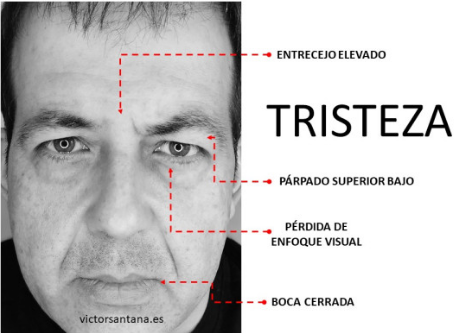 ENTRECEJO ELEVADO
TRISTEZA
PÁRPADO SUPERIOR BAJO
PÉRDIDA DE
ENFOQUE VISUAL
BOCA CERRADA
victorsantana.es